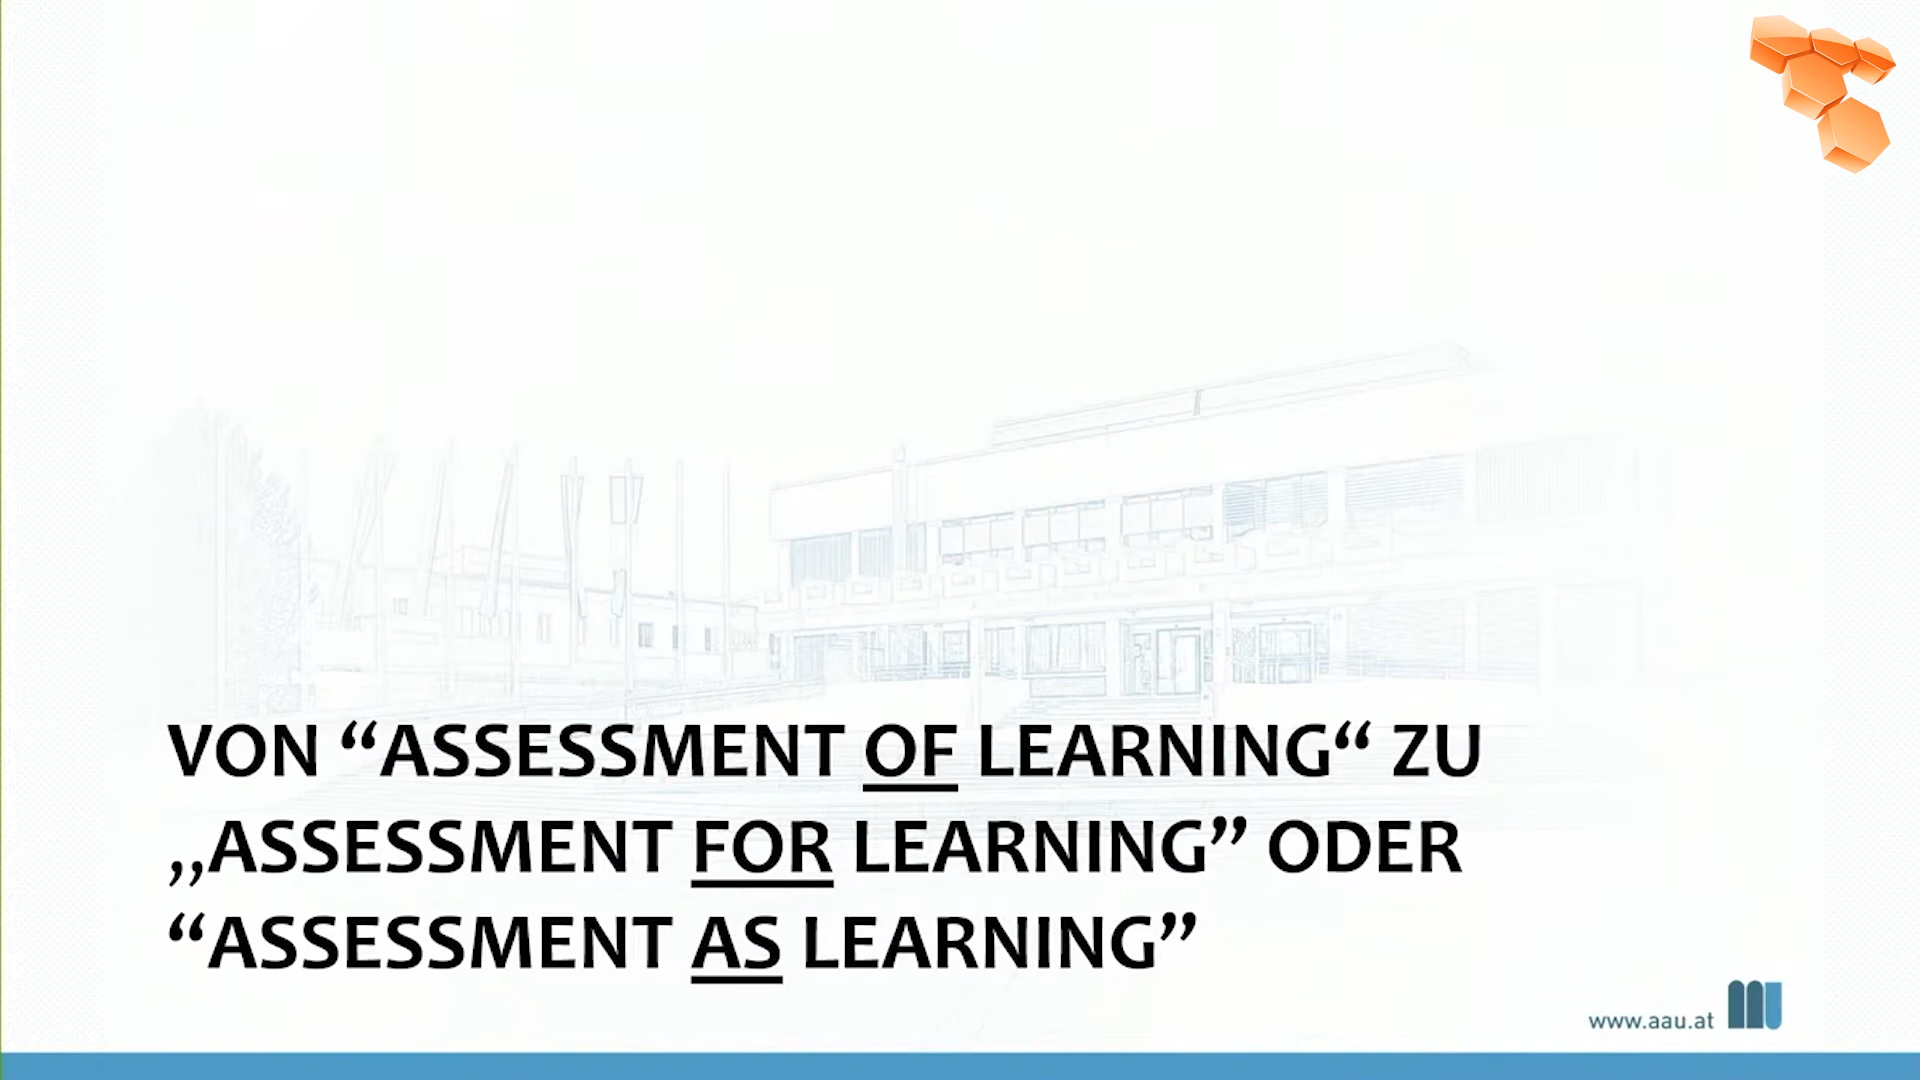 VON “ASSESSMENT OF LEARNING“ ZU
„ASSESSMENT FOR LEARNING” ODER
“ASSESSMENT AS LEARNING”
www.aau.at